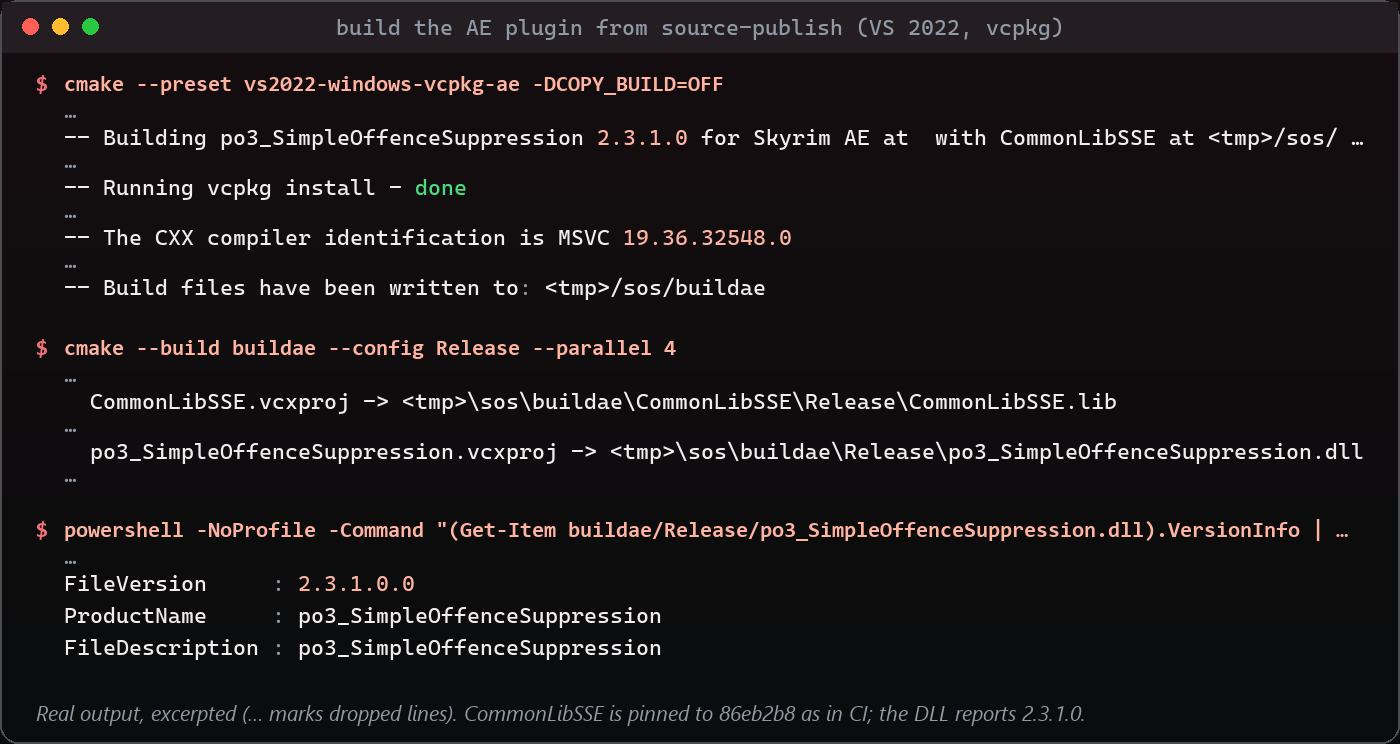 build the AE plugin from source-publish (VS 2022, vcpkg)
$ cmake --preset vs2022-windows-vcpkg-ae -DCOPY_BUILD=OFF
…
-- Building po3_SimpleOffenceSuppression 2.3.1.0 for Skyrim AE at  with CommonLibSSE at <tmp>/sos/ …
…
-- Running vcpkg install - done
…
-- The CXX compiler identification is MSVC 19.36.32548.0
…
-- Build files have been written to: <tmp>/sos/buildae
$ cmake --build buildae --config Release --parallel 4
…
CommonLibSSE.vcxproj -> <tmp>\sos\buildae\CommonLibSSE\Release\CommonLibSSE.lib
…
po3_SimpleOffenceSuppression.vcxproj -> <tmp>\sos\buildae\Release\po3_SimpleOffenceSuppression.dll
…
$ powershell -NoProfile -Command "(Get-Item buildae/Release/po3_SimpleOffenceSuppression.dll).VersionInfo | …
…
FileVersion     : 2.3.1.0.0
ProductName     : po3_SimpleOffenceSuppression
FileDescription : po3_SimpleOffenceSuppression
Real output, excerpted (… marks dropped lines). CommonLibSSE is pinned to 86eb2b8 as in CI; the DLL reports 2.3.1.0.